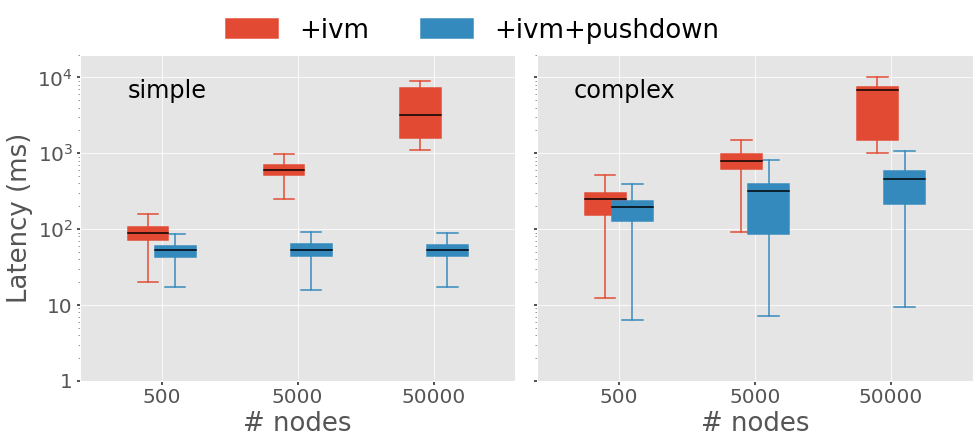 +ivm +ivm+pushdown
simple complex
10⁴
10³
10²
10
1
Latency (ms)
500 5000 50000 500 5000 50000
# nodes # nodes